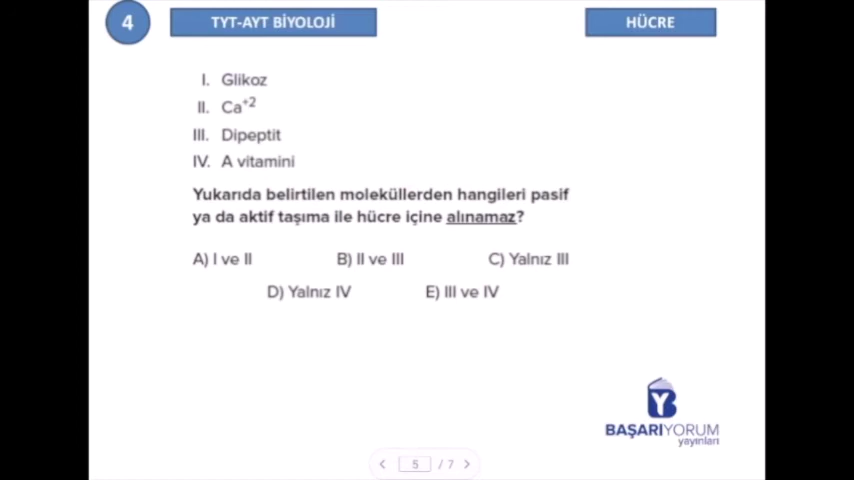 4
TYT-AYT BİYOLOJİ
HÜCRE
I. Glikoz
II. Ca⁺²
III. Dipeptit
IV. A vitamini
Yukarıda belirtilen moleküllerden hangileri pasif
ya da aktif taşıma ile hücre içine alınamaz?
A) I ve II B) II ve III C) Yalnız III
D) Yalnız IV E) III ve IV
BAŞARIYORUM
yayınları
< 5 / 7 >